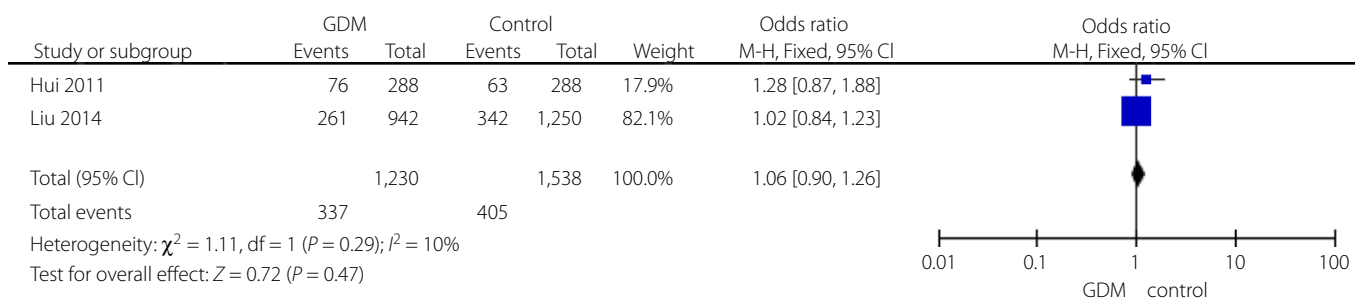 GDM Control Odds ratio Odds ratio
Study or subgroup Events Total Events Total Weight M-H, Fixed, 95% CI M-H, Fixed, 95% CI
Hui 2011 76 288 63 288 17.9% 1.28 [0.87, 1.88]
Liu 2014 261 942 342 1,250 82.1% 1.02 [0.84, 1.23]
Total (95% CI) 1,230 1,538 100.0% 1.06 [0.90, 1.26]
Total events 337 405
Heterogeneity: χ² = 1.11, df = 1 (P = 0.29); I² = 10%
Test for overall effect: Z = 0.72 (P = 0.47)
0.01 0.1 1 10 100
GDM control